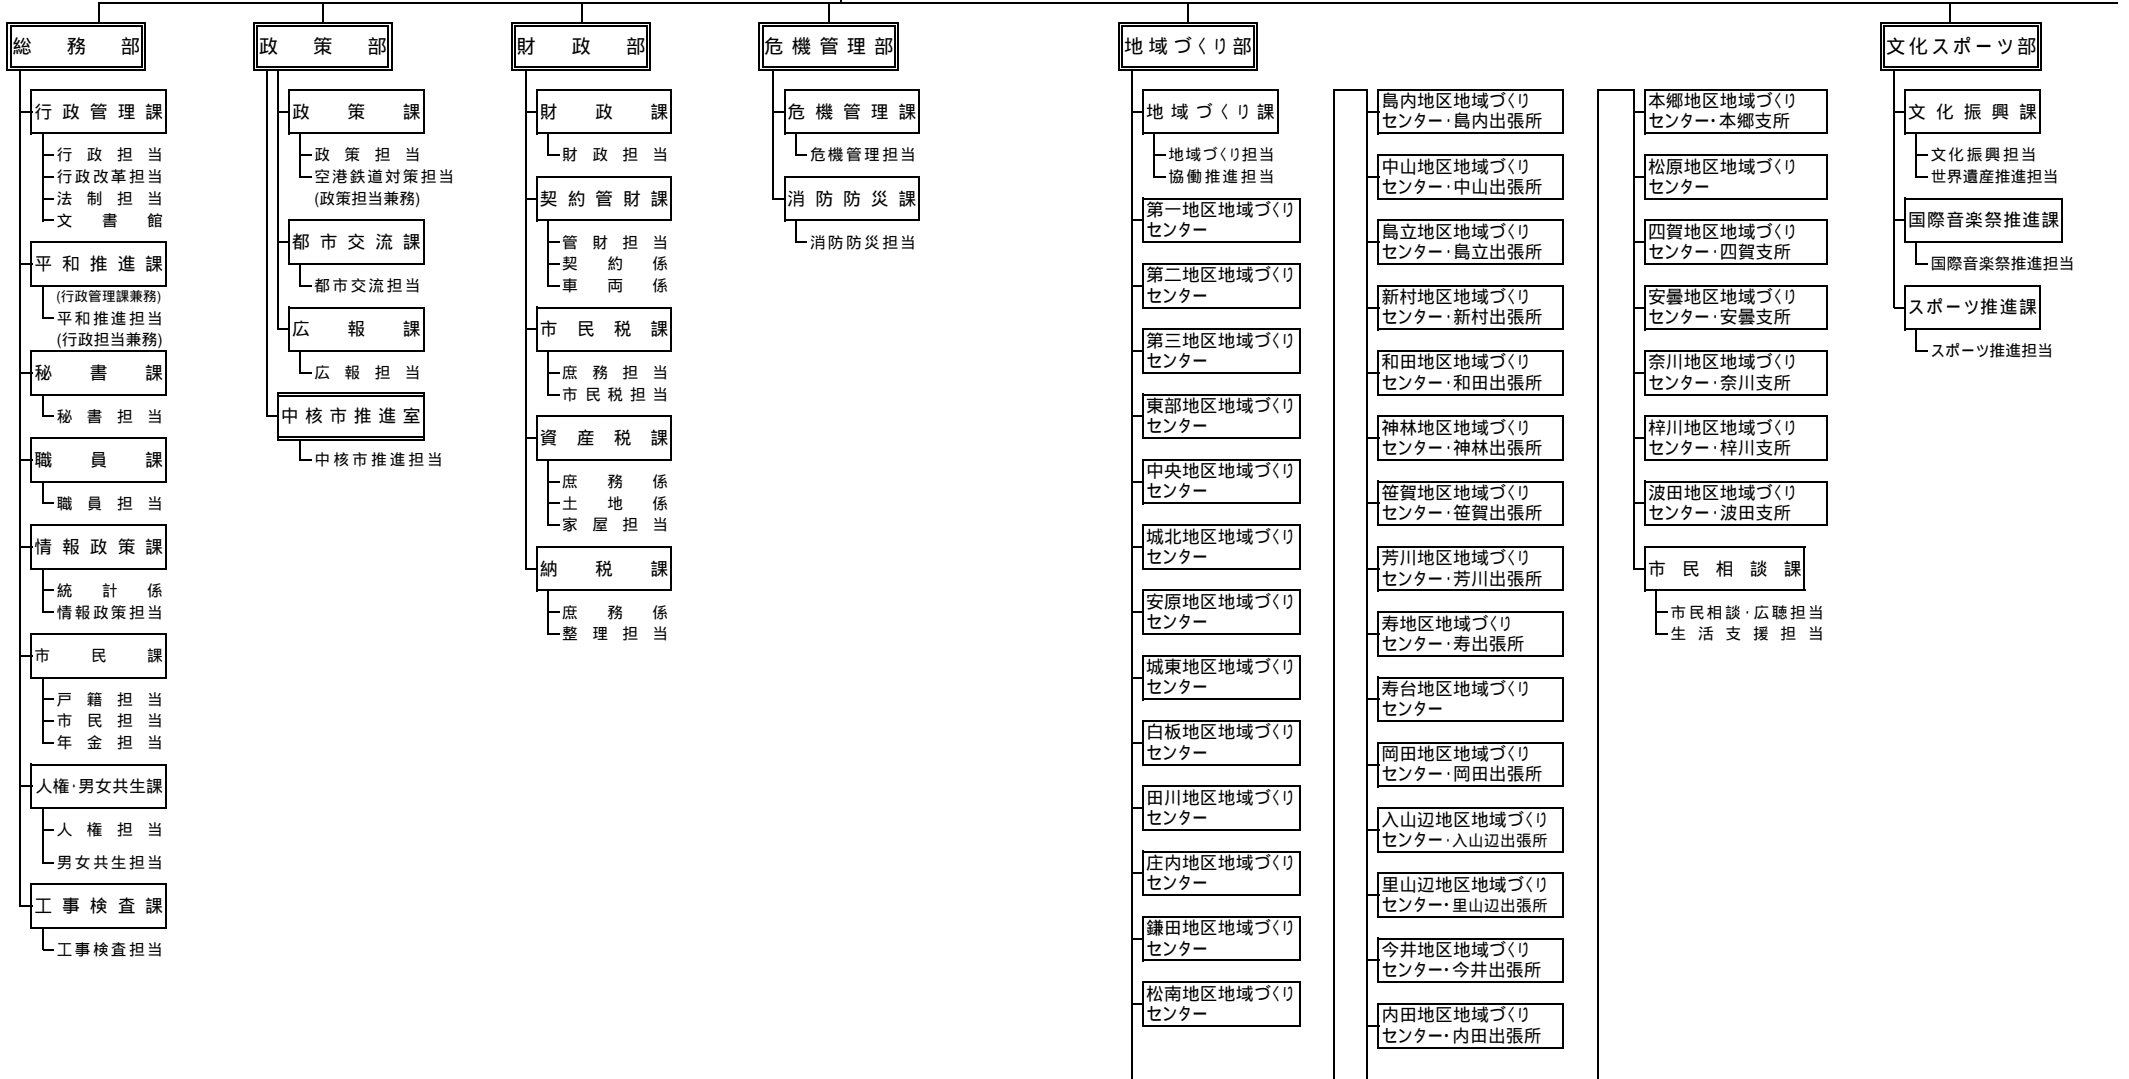 総務部
行政管理課
行政担当
行政改革担当
法制担当
文書館
平和推進課
(行政管理課兼務)
平和推進担当
(行政担当兼務)
秘書課
秘書担当
職員課
職員担当
情報政策課
統計係
情報政策担当
市民課
戸籍担当
市民担当
年金担当
人権・男女共生課
人権担当
男女共生担当
工事検査課
工事検査担当
政策部
政策課
政策担当
空港鉄道対策担当
(政策担当兼務)
都市交流課
都市交流担当
広報課
広報担当
中核市推進室
中核市推進担当
財政部
財政課
財政担当
契約管財課
管財担当
契約係
車両係
市民税課
庶務担当
市民税担当
資産税課
庶務係
土地係
家屋担当
納税課
庶務係
整理担当
危機管理部
危機管理課
危機管理担当
消防防災課
消防防災担当
地域づくり部
地域づくり課
地域づくり担当
協働推進担当
第一地区地域づくり
センター
第二地区地域づくり
センター
第三地区地域づくり
センター
東部地区地域づくり
センター
中央地区地域づくり
センター
城北地区地域づくり
センター
安原地区地域づくり
センター
城東地区地域づくり
センター
白板地区地域づくり
センター
田川地区地域づくり
センター
庄内地区地域づくり
センター
鎌田地区地域づくり
センター
松南地区地域づくり
センター
島内地区地域づくり
センター・島内出張所
中山地区地域づくり
センター・中山出張所
島立地区地域づくり
センター・島立出張所
新村地区地域づくり
センター・新村出張所
和田地区地域づくり
センター・和田出張所
神林地区地域づくり
センター・神林出張所
笹賀地区地域づくり
センター・笹賀出張所
芳川地区地域づくり
センター・芳川出張所
寿地区地域づくり
センター・寿出張所
寿台地区地域づくり
センター
岡田地区地域づくり
センター・岡田出張所
入山辺地区地域づくり
センター・入山辺出張所
里山辺地区地域づくり
センター・里山辺出張所
今井地区地域づくり
センター・今井出張所
内田地区地域づくり
センター・内田出張所
本郷地区地域づくり
センター・本郷支所
松原地区地域づくり
センター
四賀地区地域づくり
センター・四賀支所
安曇地区地域づくり
センター・安曇支所
奈川地区地域づくり
センター・奈川支所
梓川地区地域づくり
センター・梓川支所
波田地区地域づくり
センター・波田支所
市民相談課
市民相談・広聴担当
生活支援担当
文化スポーツ部
文化振興課
文化振興担当
世界遺産推進担当
国際音楽祭推進課
国際音楽祭推進担当
スポーツ推進課
スポーツ推進担当